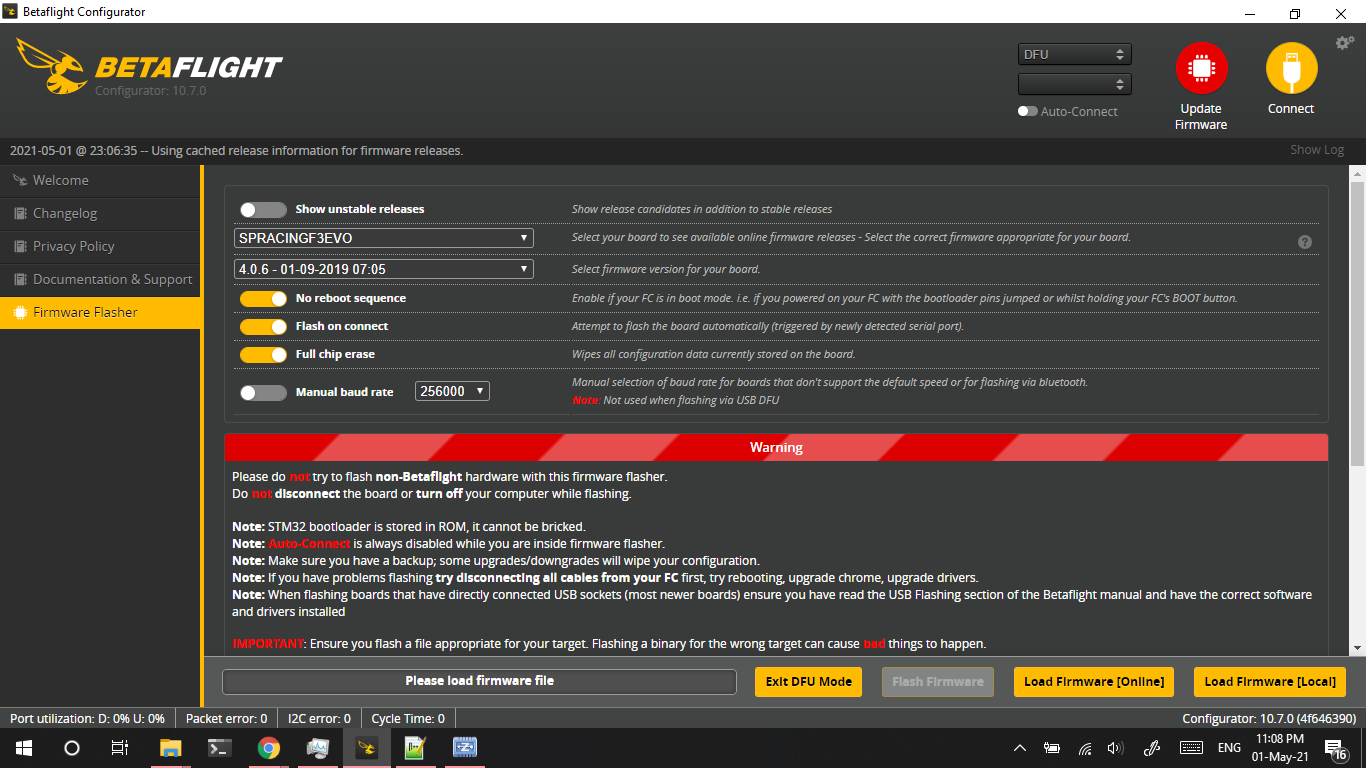 Betaflight Configurator
BETAFLIGHT
Configurator: 10.7.0
DFU
Auto-Connect
Update
Firmware
Connect
2021-05-01 @ 23:06:35 -- Using cached release information for firmware releases.
Show Log
Welcome
Changelog
Privacy Policy
Documentation & Support
Firmware Flasher
Show unstable releases
Show release candidates in addition to stable releases
SPRACINGF3EVO
Select your board to see available online firmware releases - Select the correct firmware appropriate for your board.
?
4.0.6 - 01-09-2019 07:05
Select firmware version for your board.
No reboot sequence
Enable if your FC is in boot mode. i.e. if you powered on your FC with the bootloader pins jumped or whilst holding your FC's BOOT button.
Flash on connect
Attempt to flash the board automatically (triggered by newly detected serial port).
Full chip erase
Wipes all configuration data currently stored on the board.
Manual baud rate
256000
Manual selection of baud rate for boards that don't support the default speed or for flashing via bluetooth.
Note: Not used when flashing via USB DFU
Warning
Please do not try to flash non-Betaflight hardware with this firmware flasher.
Do not disconnect the board or turn off your computer while flashing.
Note: STM32 bootloader is stored in ROM, it cannot be bricked.
Note: Auto-Connect is always disabled while you are inside firmware flasher.
Note: Make sure you have a backup; some upgrades/downgrades will wipe your configuration.
Note: If you have problems flashing try disconnecting all cables from your FC first, try rebooting, upgrade chrome, upgrade drivers.
Note: When flashing boards that have directly connected USB sockets (most newer boards) ensure you have read the USB Flashing section of the Betaflight manual and have the correct software
and drivers installed
IMPORTANT: Ensure you flash a file appropriate for your target. Flashing a binary for the wrong target can cause bad things to happen.
Please load firmware file
Exit DFU Mode
Flash Firmware
Load Firmware [Online]
Load Firmware [Local]
Port utilization: D: 0% U: 0%
Packet error: 0
I2C error: 0
Cycle Time: 0
Configurator: 10.7.0 (4f646390)
ENG
11:08 PM
01-May-21
16